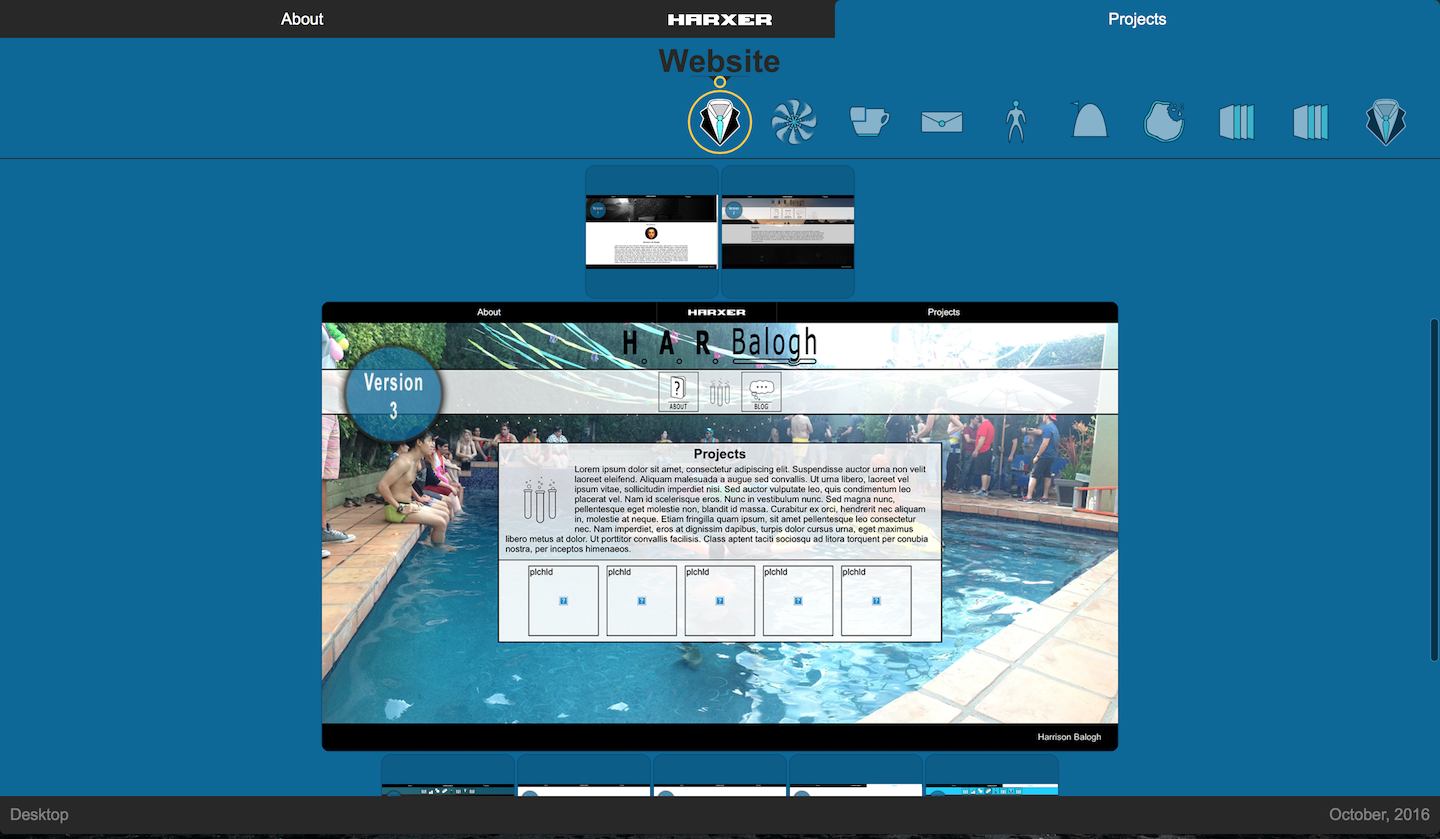 About
HARXER
Projects
Website
About
HARXER
Projects
H. A. R. Balogh
Version
3
?
ABOUT
BLOG
Projects
Lorem ipsum dolor sit amet, consectetur adipiscing elit. Suspendisse auctor urna non velit
laoreet eleifend. Aliquam malesuada a augue sed convallis. Ut urna libero, laoreet vel
ipsum vitae, sollicitudin imperdiet nisi. Sed auctor vulputate leo, quis condimentum leo
placerat vel. Nam id scelerisque eros. Nunc in vestibulum nunc. Sed magna nunc,
pellentesque eget molestie non, blandit id massa. Curabitur ex orci, hendrerit nec aliquam
in, molestie at neque. Etiam fringilla quam ipsum, sit amet pellentesque leo consectetur
nec. Nam imperdiet, eros at dignissim dapibus, turpis dolor cursus urna, eget maximus
libero metus at dolor. Ut porttitor convallis facilisis. Class aptent taciti sociosqu ad litora torquent per conubia
nostra, per inceptos himenaeos.
plchld plchld plchld plchld plchld
Harrison Balogh
Desktop
October, 2016